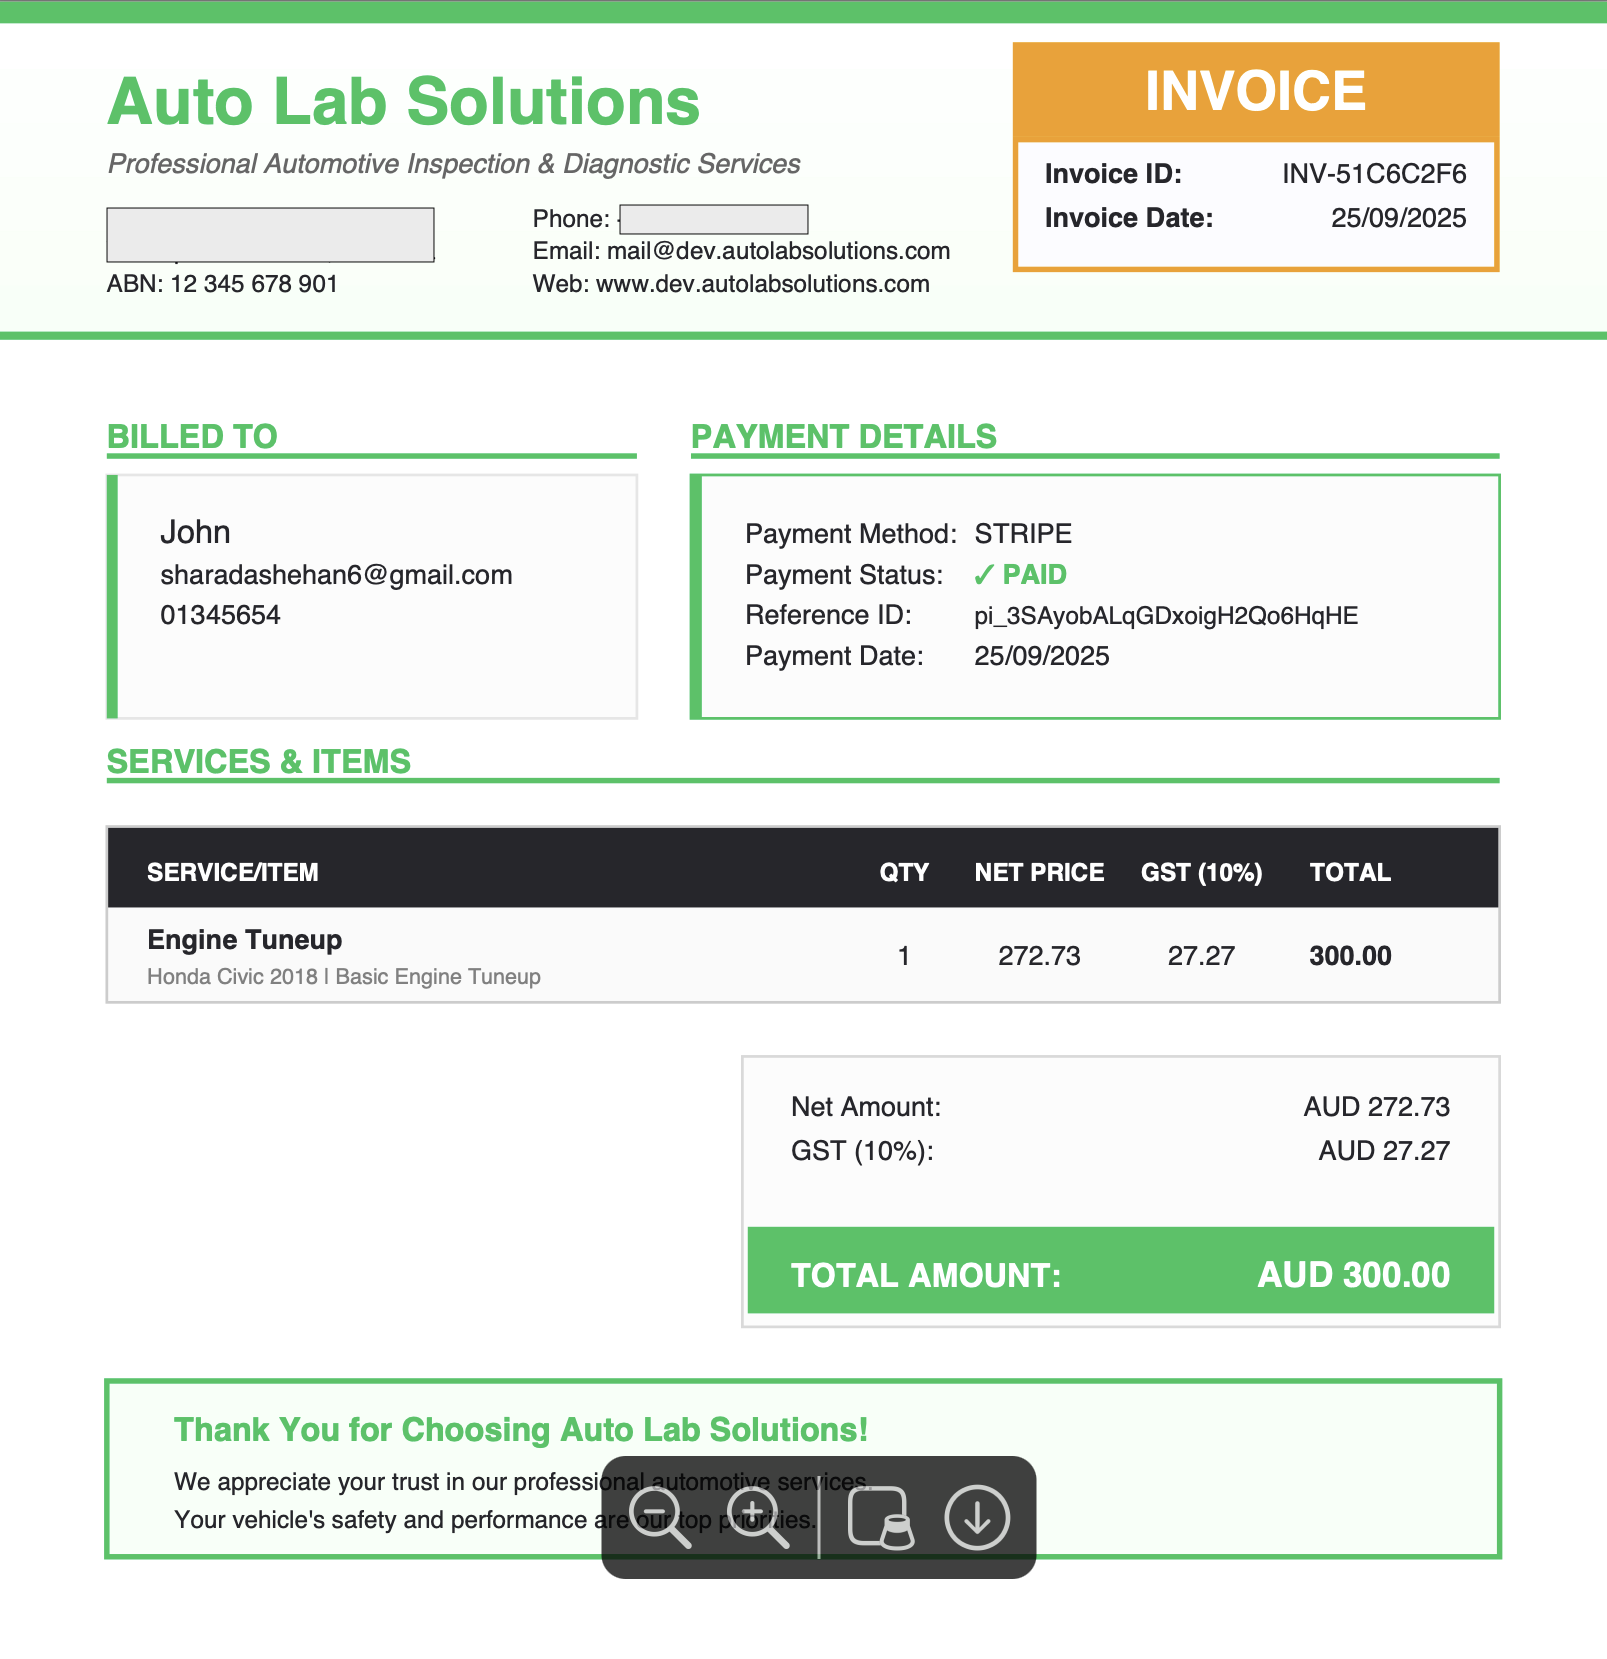 Auto Lab Solutions
Professional Automotive Inspection & Diagnostic Services
ABN: 12 345 678 901
Phone:
Email: mail@dev.autolabsolutions.com
Web: www.dev.autolabsolutions.com
INVOICE
Invoice ID: INV-51C6C2F6
Invoice Date: 25/09/2025
BILLED TO
John
sharadashehan6@gmail.com
01345654
PAYMENT DETAILS
Payment Method: STRIPE
Payment Status: ✓ PAID
Reference ID: pi_3SAyobALqGDxoigH2Qo6HqHE
Payment Date: 25/09/2025
SERVICES & ITEMS
SERVICE/ITEM QTY NET PRICE GST (10%) TOTAL
Engine Tuneup 1 272.73 27.27 300.00
Honda Civic 2018 | Basic Engine Tuneup
Net Amount: AUD 272.73
GST (10%): AUD 27.27
TOTAL AMOUNT: AUD 300.00
Thank You for Choosing Auto Lab Solutions!
We appreciate your trust in our professional automotive services.
Your vehicle's safety and performance are our top priorities.